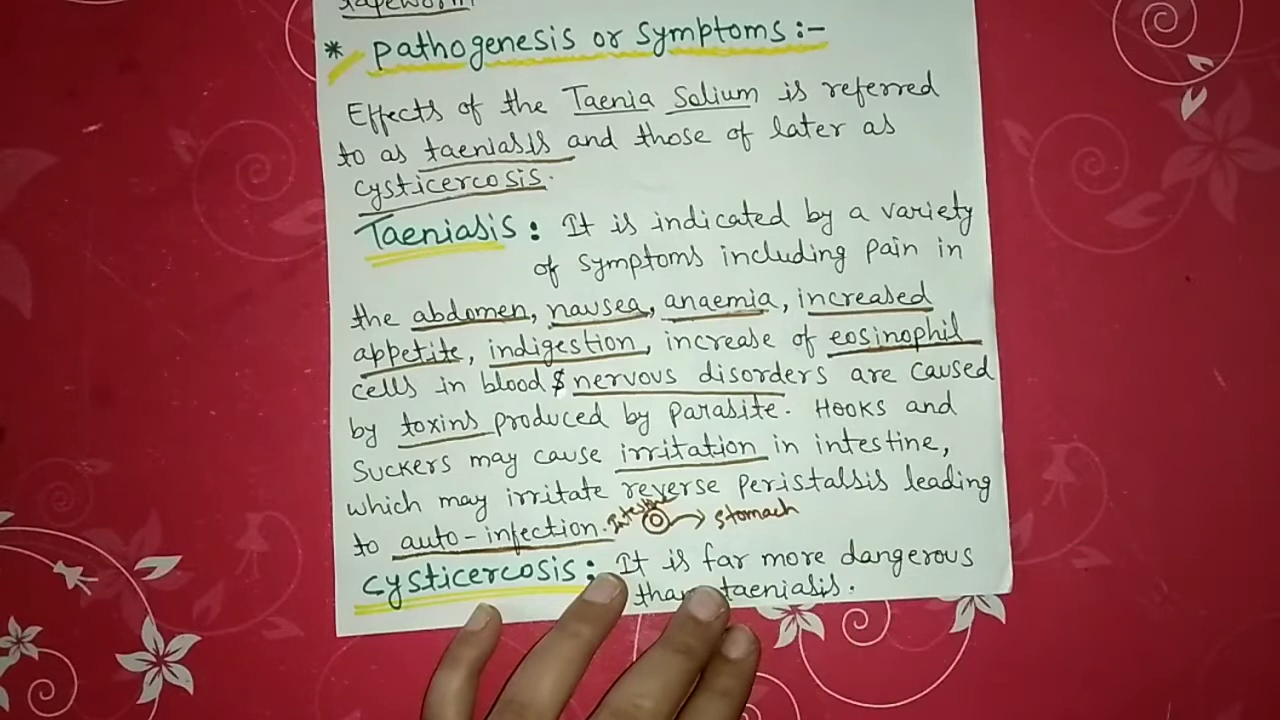 tapeworm
* Pathogenesis or Symptoms :-
Effects of the Taenia Solium is referred
to as taeniasis and those of later as
cysticercosis.
Taeniasis : It is indicated by a variety
of symptoms including pain in
the abdomen, nausea, anaemia, increased
appetite, indigestion, increase of eosinophil
cells in blood $ nervous disorders are caused
by toxins produced by parasite. Hooks and
Suckers may cause irritation in intestine,
which may irritate reverse peristalsis leading
to auto-infection. Intestine → stomach
Cysticercosis : It is far more dangerous
than taeniasis.